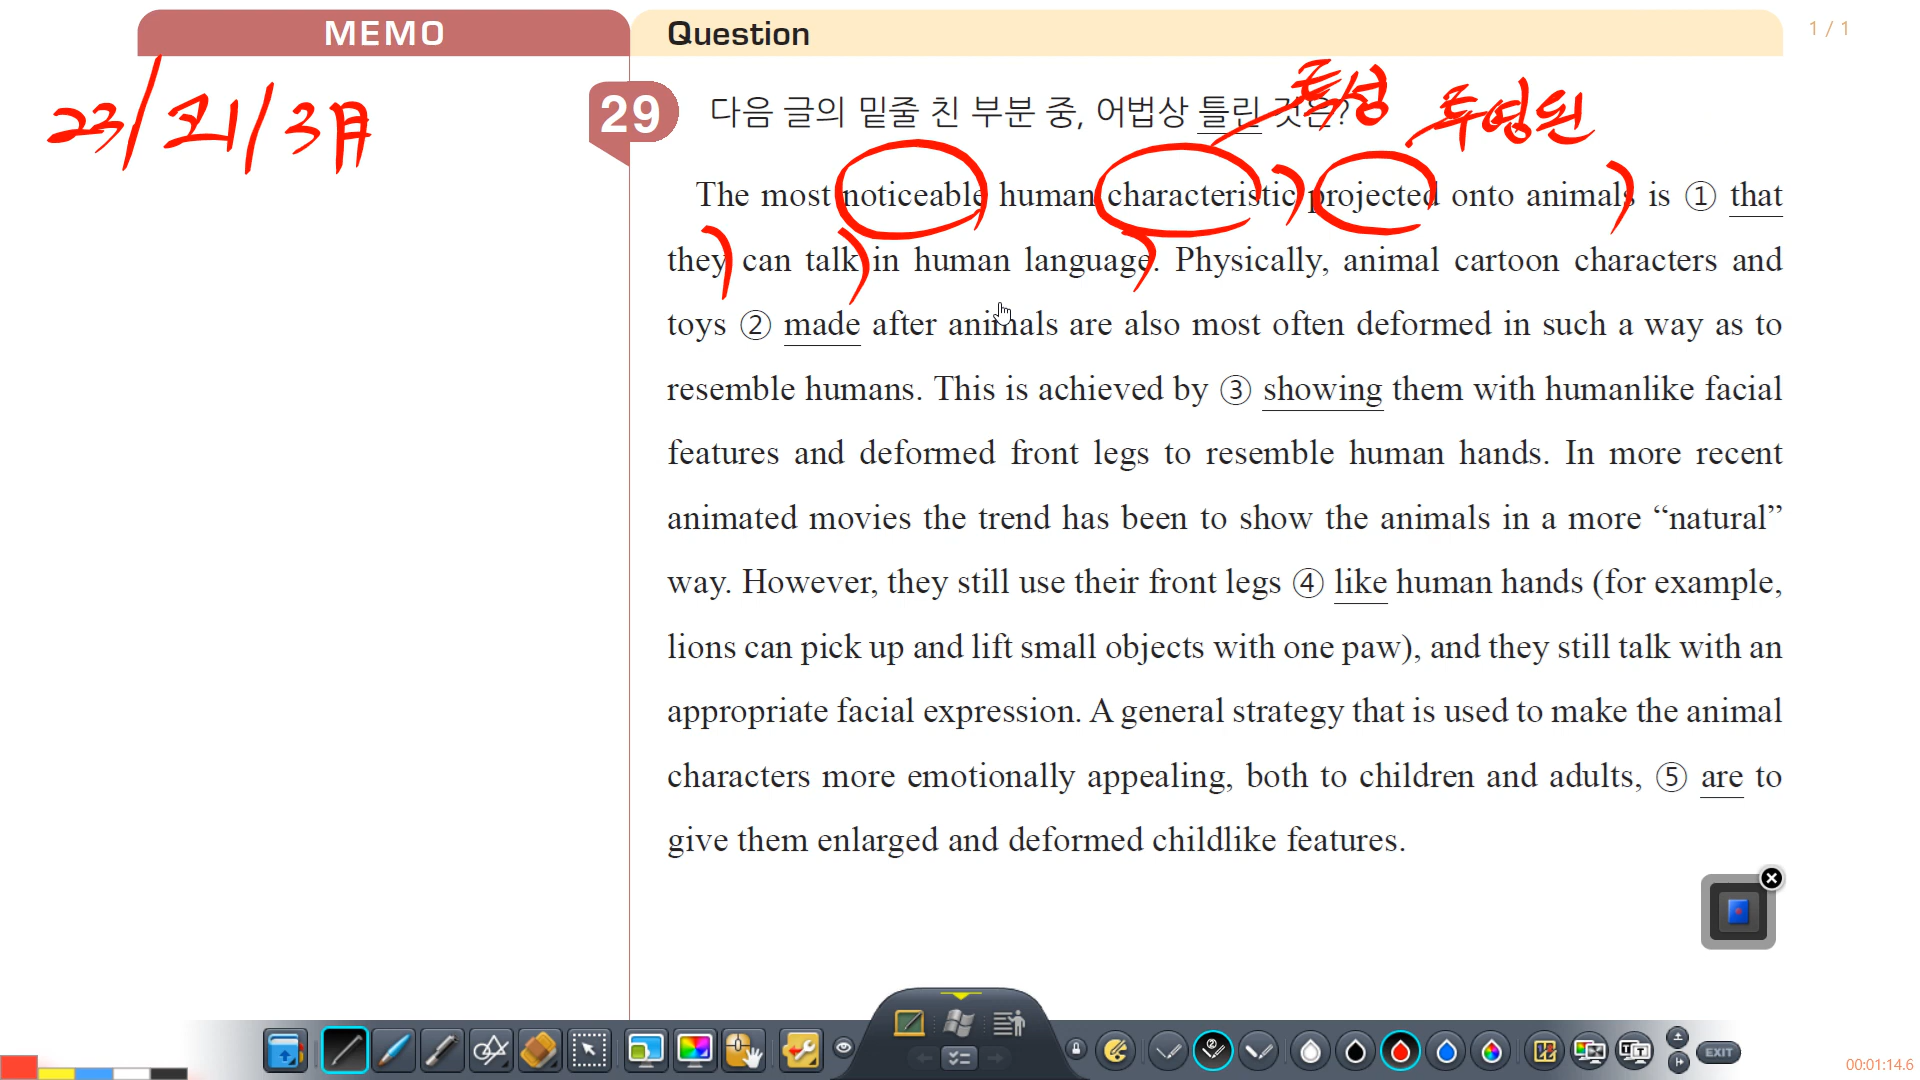 MEMO
Question
1 / 1
23/고1/3月
특성
투영된
29 다음 글의 밑줄 친 부분 중, 어법상 틀린 것은?
The most noticeable human characteristic projected onto animals is ① that
they can talk in human language. Physically, animal cartoon characters and
toys ② made after animals are also most often deformed in such a way as to
resemble humans. This is achieved by ③ showing them with humanlike facial
features and deformed front legs to resemble human hands. In more recent
animated movies the trend has been to show the animals in a more “natural”
way. However, they still use their front legs ④ like human hands (for example,
lions can pick up and lift small objects with one paw), and they still talk with an
appropriate facial expression. A general strategy that is used to make the animal
characters more emotionally appealing, both to children and adults, ⑤ are to
give them enlarged and deformed childlike features.
EXIT
00:01:14.6